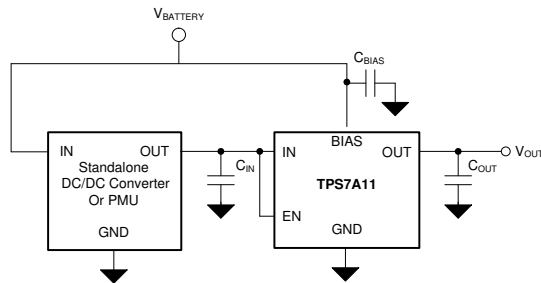 VBATTERY
CBIAS
IN OUT
Standalone
DC/DC Converter
Or PMU
GND
CIN
IN BIAS OUT
TPS7A11
EN
GND
COUT
VOUT